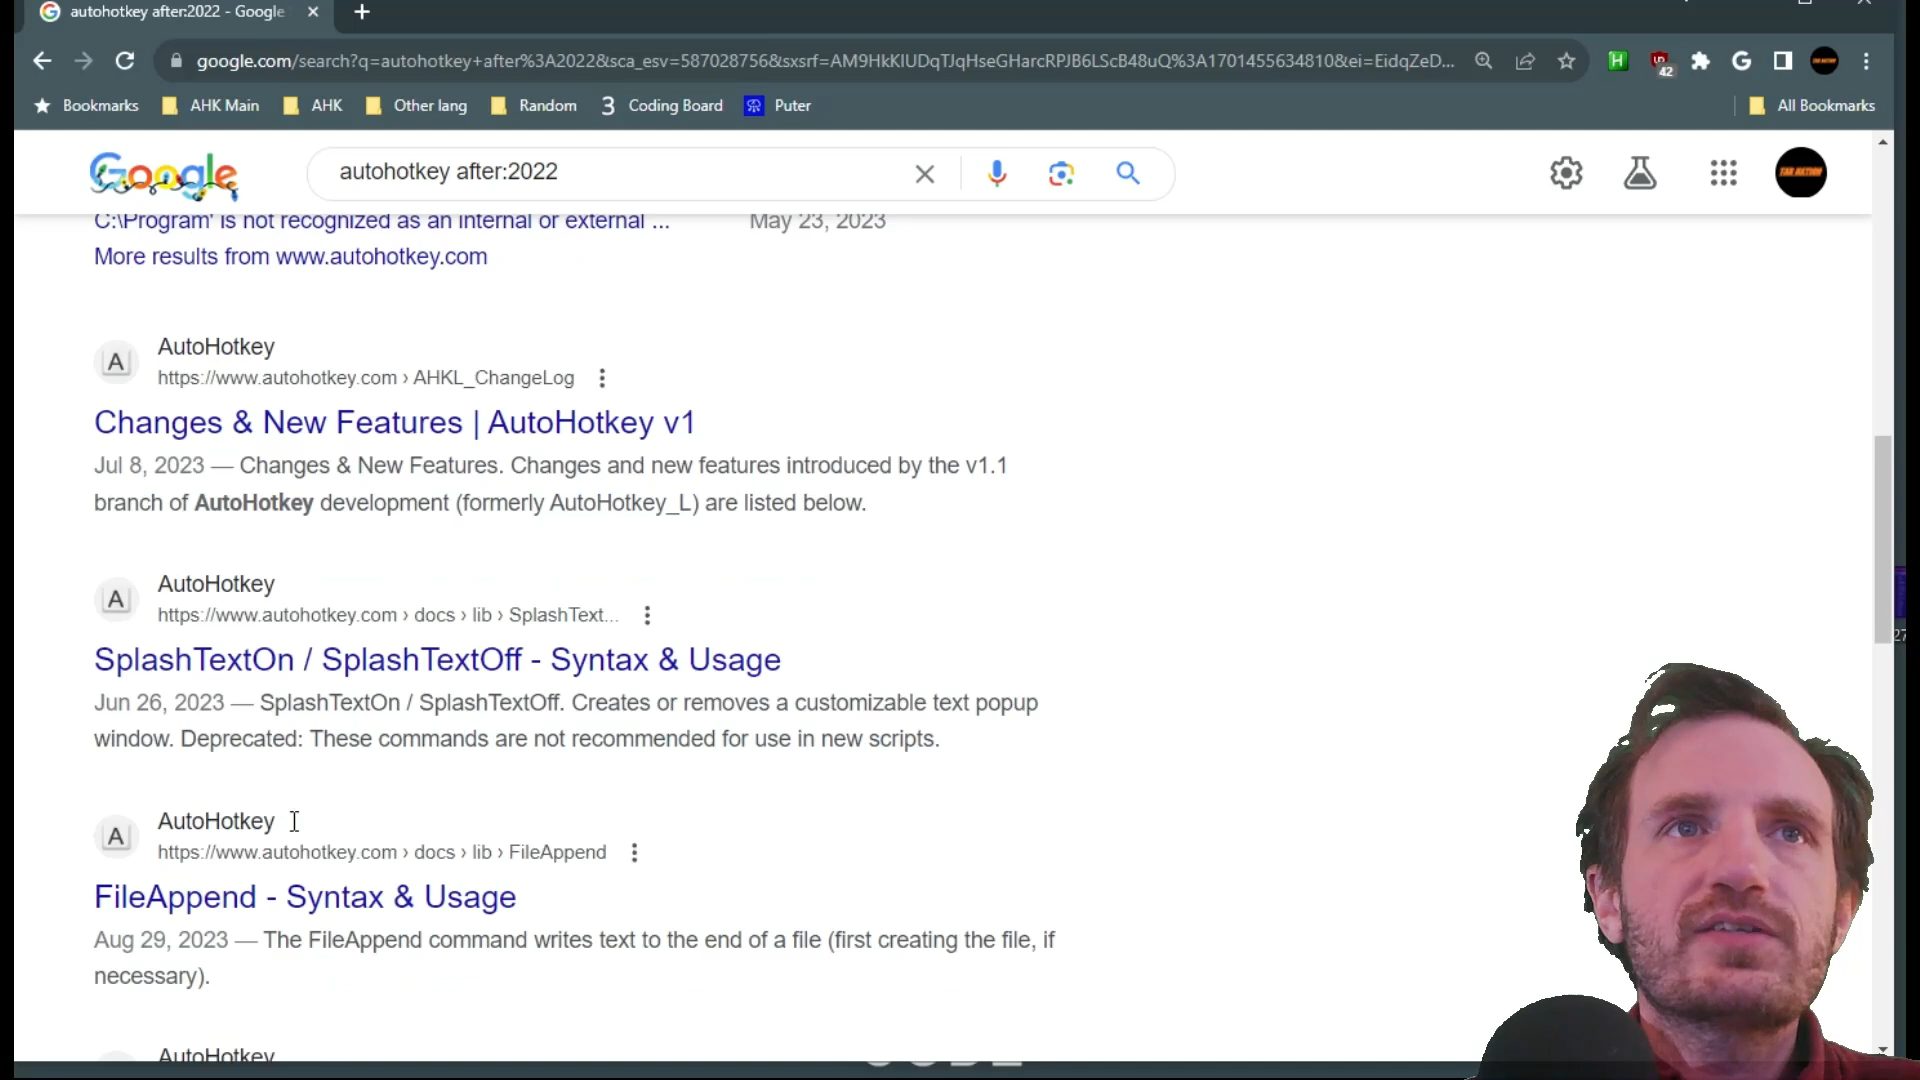 autohotkey after:2022 - Google
google.com/search?q=autohotkey+after%3A2022&sca_esv=587028756&sxsrf=AM9HkKIUDqTJqHseGHarcRPJB6LScB48uQ%3A1701455634810&ei=EidqZeD...
42
Bookmarks AHK Main AHK Other lang Random 3 Coding Board Puter All Bookmarks
Google autohotkey after:2022
C:\Program' is not recognized as an internal or external ... May 23, 2023
More results from www.autohotkey.com
A AutoHotkey
https://www.autohotkey.com › AHKL_ChangeLog
Changes & New Features | AutoHotkey v1
Jul 8, 2023 — Changes & New Features. Changes and new features introduced by the v1.1
branch of AutoHotkey development (formerly AutoHotkey_L) are listed below.
A AutoHotkey
https://www.autohotkey.com › docs › lib › SplashText...
SplashTextOn / SplashTextOff - Syntax & Usage
Jun 26, 2023 — SplashTextOn / SplashTextOff. Creates or removes a customizable text popup
window. Deprecated: These commands are not recommended for use in new scripts.
A AutoHotkey
https://www.autohotkey.com › docs › lib › FileAppend
FileAppend - Syntax & Usage
Aug 29, 2023 — The FileAppend command writes text to the end of a file (first creating the file, if
necessary).
AutoHotkey